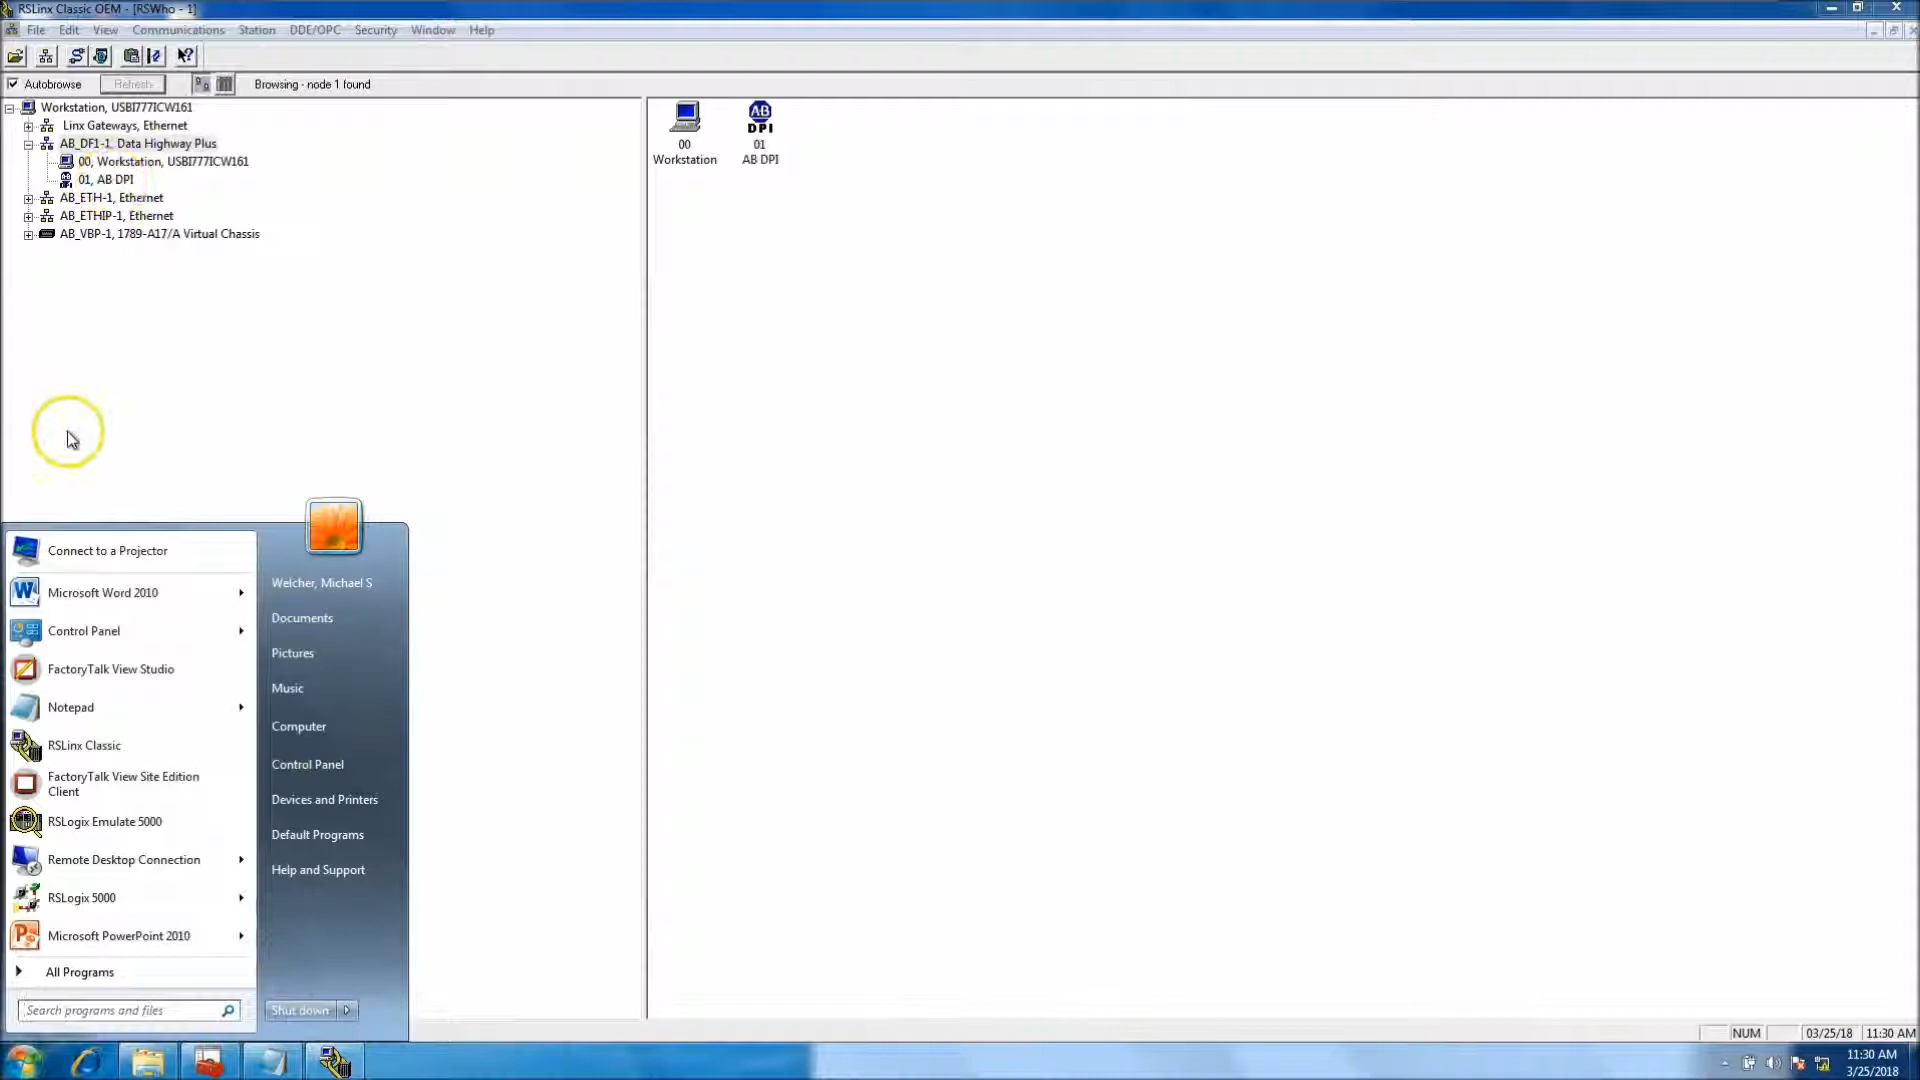 RSLinx Classic OEM - [RSWho - 1]
File Edit View Communications Station DDE/OPC Security Window Help
Autobrowse Refresh Browsing - node 1 found
Workstation, USBI777ICW161
Linx Gateways, Ethernet
AB_DF1-1, Data Highway Plus
00, Workstation, USBI777ICW161
01, AB DPI
AB_ETH-1, Ethernet
AB_ETHIP-1, Ethernet
AB_VBP-1, 1789-A17/A Virtual Chassis
AB
DPI
00
Workstation
01
AB DPI
Connect to a Projector
Microsoft Word 2010
Control Panel
FactoryTalk View Studio
Notepad
RSLinx Classic
FactoryTalk View Site Edition
Client
RSLogix Emulate 5000
Remote Desktop Connection
RSLogix 5000
Microsoft PowerPoint 2010
All Programs
Search programs and files
Welcher, Michael S
Documents
Pictures
Music
Computer
Control Panel
Devices and Printers
Default Programs
Help and Support
Shut down
NUM 03/25/18 11:30 AM
11:30 AM
3/25/2018